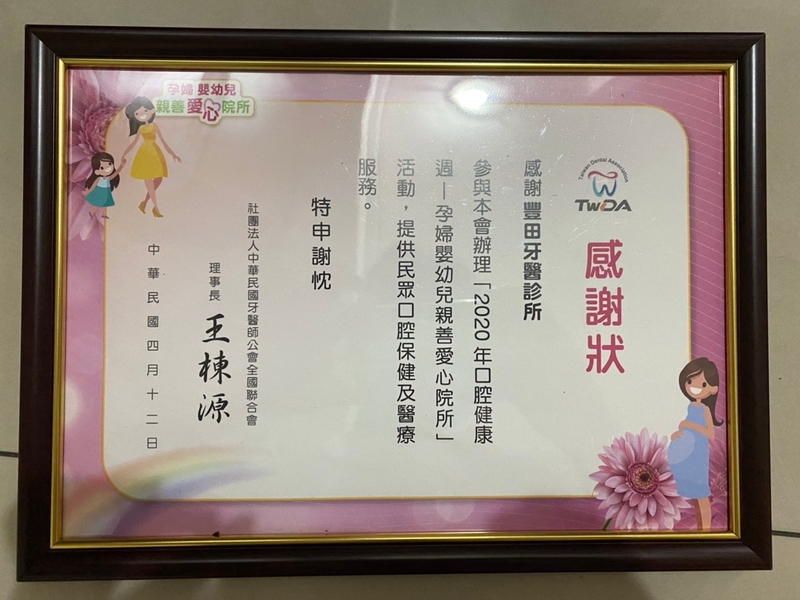 孕婦 嬰幼兒
親善愛心院所
Taiwan Dental Association
TWDA
感謝狀
感謝 豐田牙醫診所
參與本會辦理「2020 年口腔健康
週－孕婦嬰幼兒親善愛心院所」
活動，提供民眾口腔保健及醫療
服務。
特申謝忱
社團法人中華民國牙醫師公會全國聯合會
理事長 王棟源
中華民國四月十二日